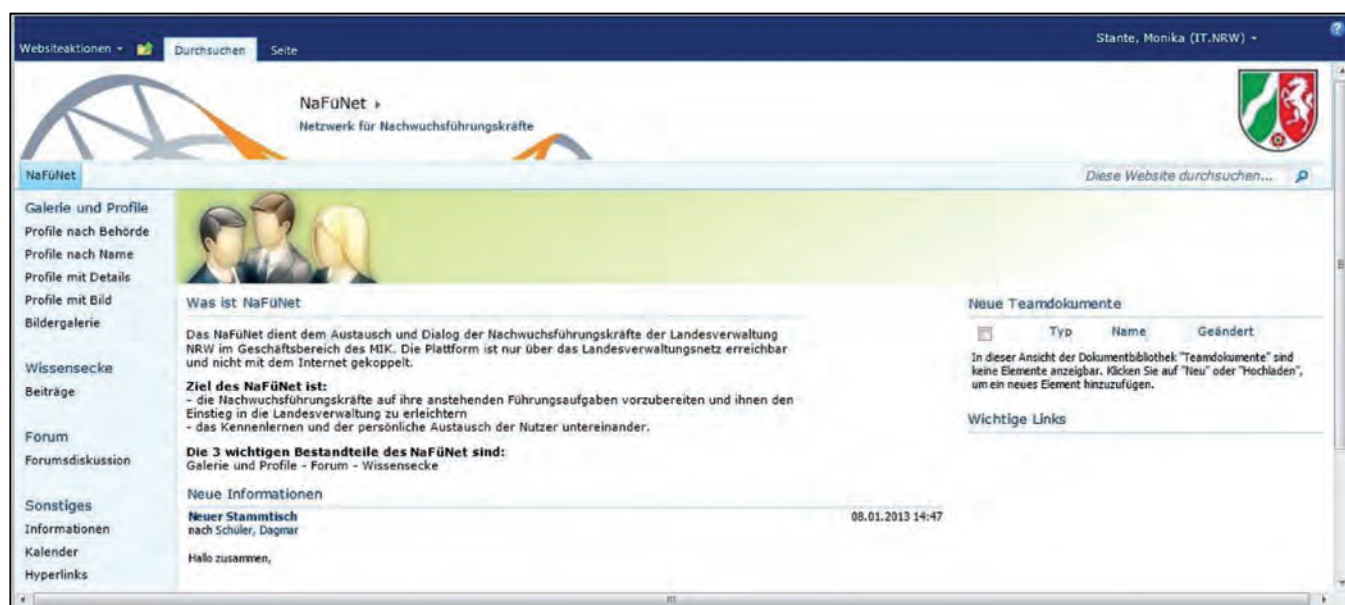 Websiteaktionen
Durchsuchen
Seite
Stante, Monika (IT.NRW)
NaFüNet
Netzwerk für Nachwuchsführungskräfte
NaFüNet
Diese Website durchsuchen...
Galerie und Profile
Profile nach Behörde
Profile nach Name
Profile mit Details
Profile mit Bild
Bildergalerie
Wissensecke
Beiträge
Forum
Forumsdiskussion
Sonstiges
Informationen
Kalender
Hyperlinks
Was ist NaFüNet
Das NaFüNet dient dem Austausch und Dialog der Nachwuchsführungskräfte der Landesverwaltung
NRW im Geschäftsbereich des MIK. Die Plattform ist nur über das Landesverwaltungsnetz erreichbar
und nicht mit dem Internet gekoppelt.
Ziel des NaFüNet ist:
- die Nachwuchsführungskräfte auf ihre anstehenden Führungsaufgaben vorzubereiten und ihnen den
Einstieg in die Landesverwaltung zu erleichtern
- das Kennenlernen und der persönliche Austausch der Nutzer untereinander.
Die 3 wichtigen Bestandteile des NaFüNet sind:
Galerie und Profile - Forum - Wissensecke
Neue Informationen
Neuer Stammtisch 08.01.2013 14:47
nach Schüler, Dagmar
Hallo zusammen,
Neue Teamdokumente
Typ Name Geändert
In dieser Ansicht der Dokumentbibliothek "Teamdokumente" sind
keine Elemente anzeigbar. Klicken Sie auf "Neu" oder "Hochladen",
um ein neues Element hinzuzufügen.
Wichtige Links